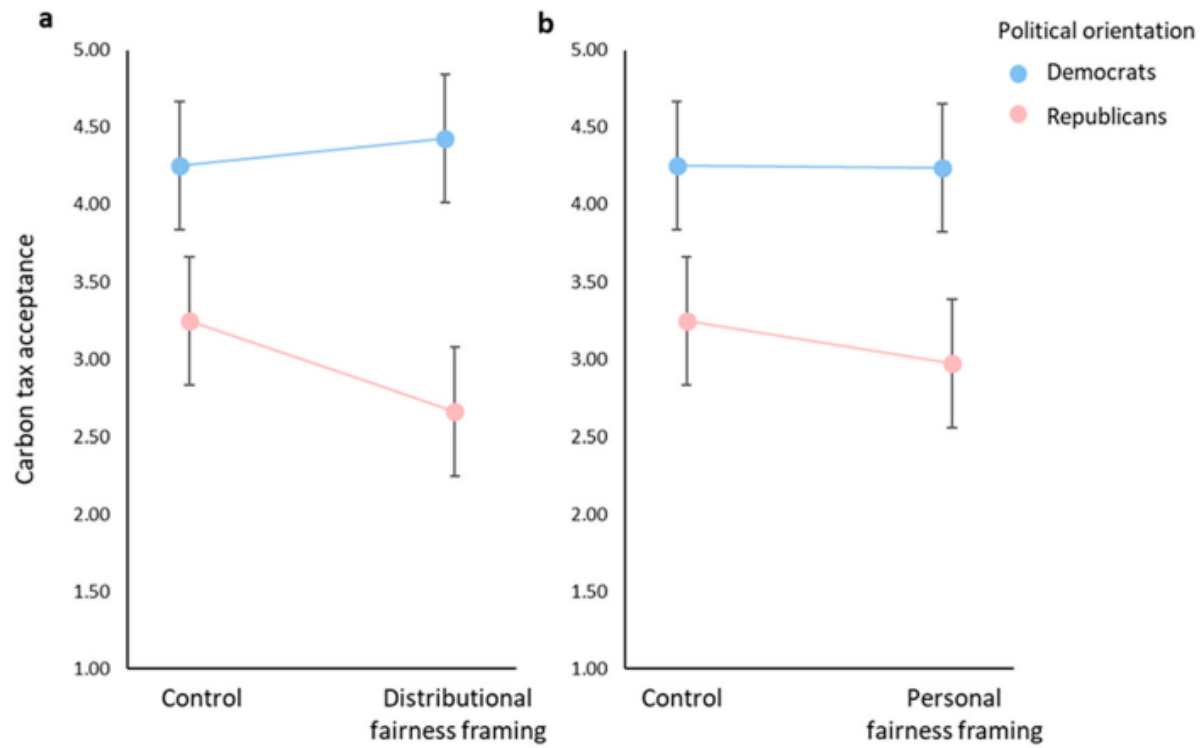 a
b
Political orientation
Democrats
Republicans
Carbon tax acceptance
5.00
4.50
4.00
3.50
3.00
2.50
2.00
1.50
1.00
Control
Distributional
fairness framing
5.00
4.50
4.00
3.50
3.00
2.50
2.00
1.50
1.00
Control
Personal
fairness framing